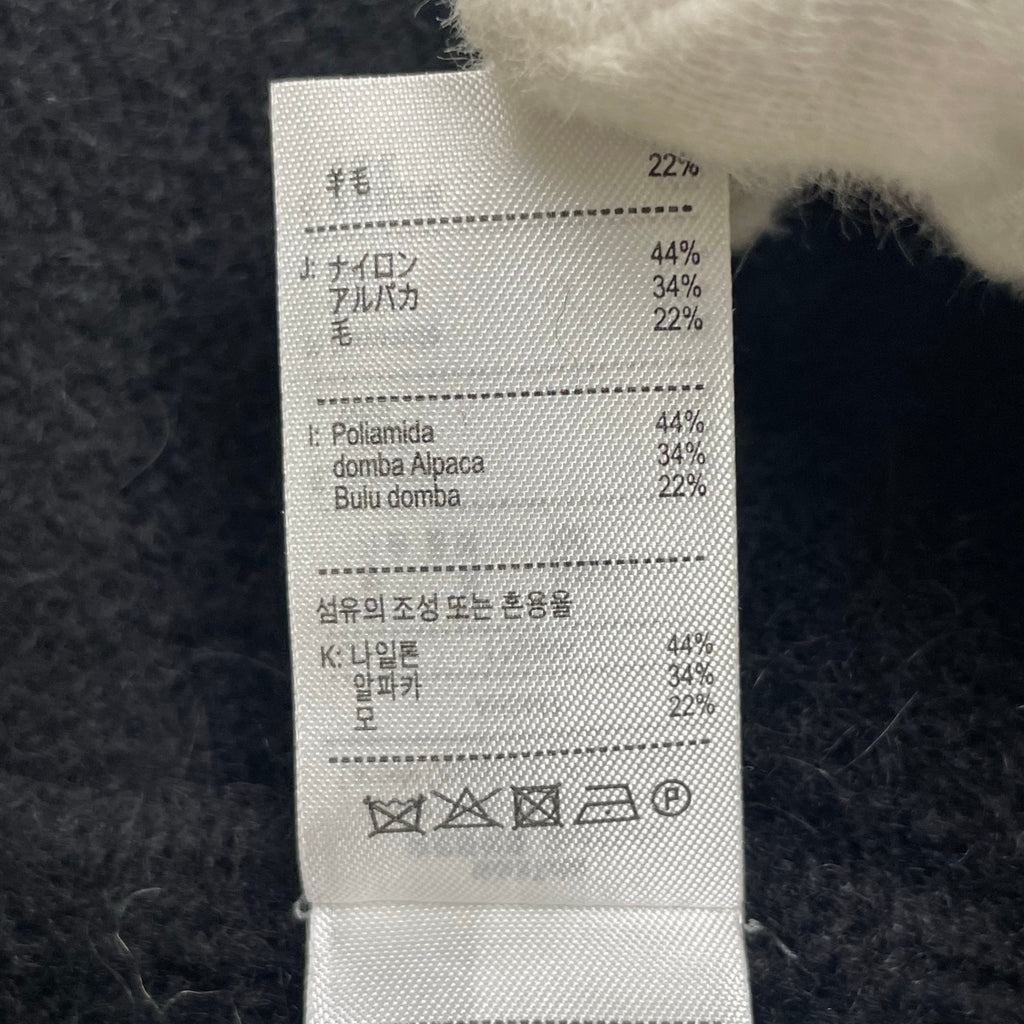 羊毛 22%
J: ナイロン 44%
アルパカ 34%
毛 22%
I: Poliamida 44%
domba Alpaca 34%
Bulu domba 22%
섬유의 조성 또는 혼용율
K: 나일론 44%
알파카 34%
모 22%
P